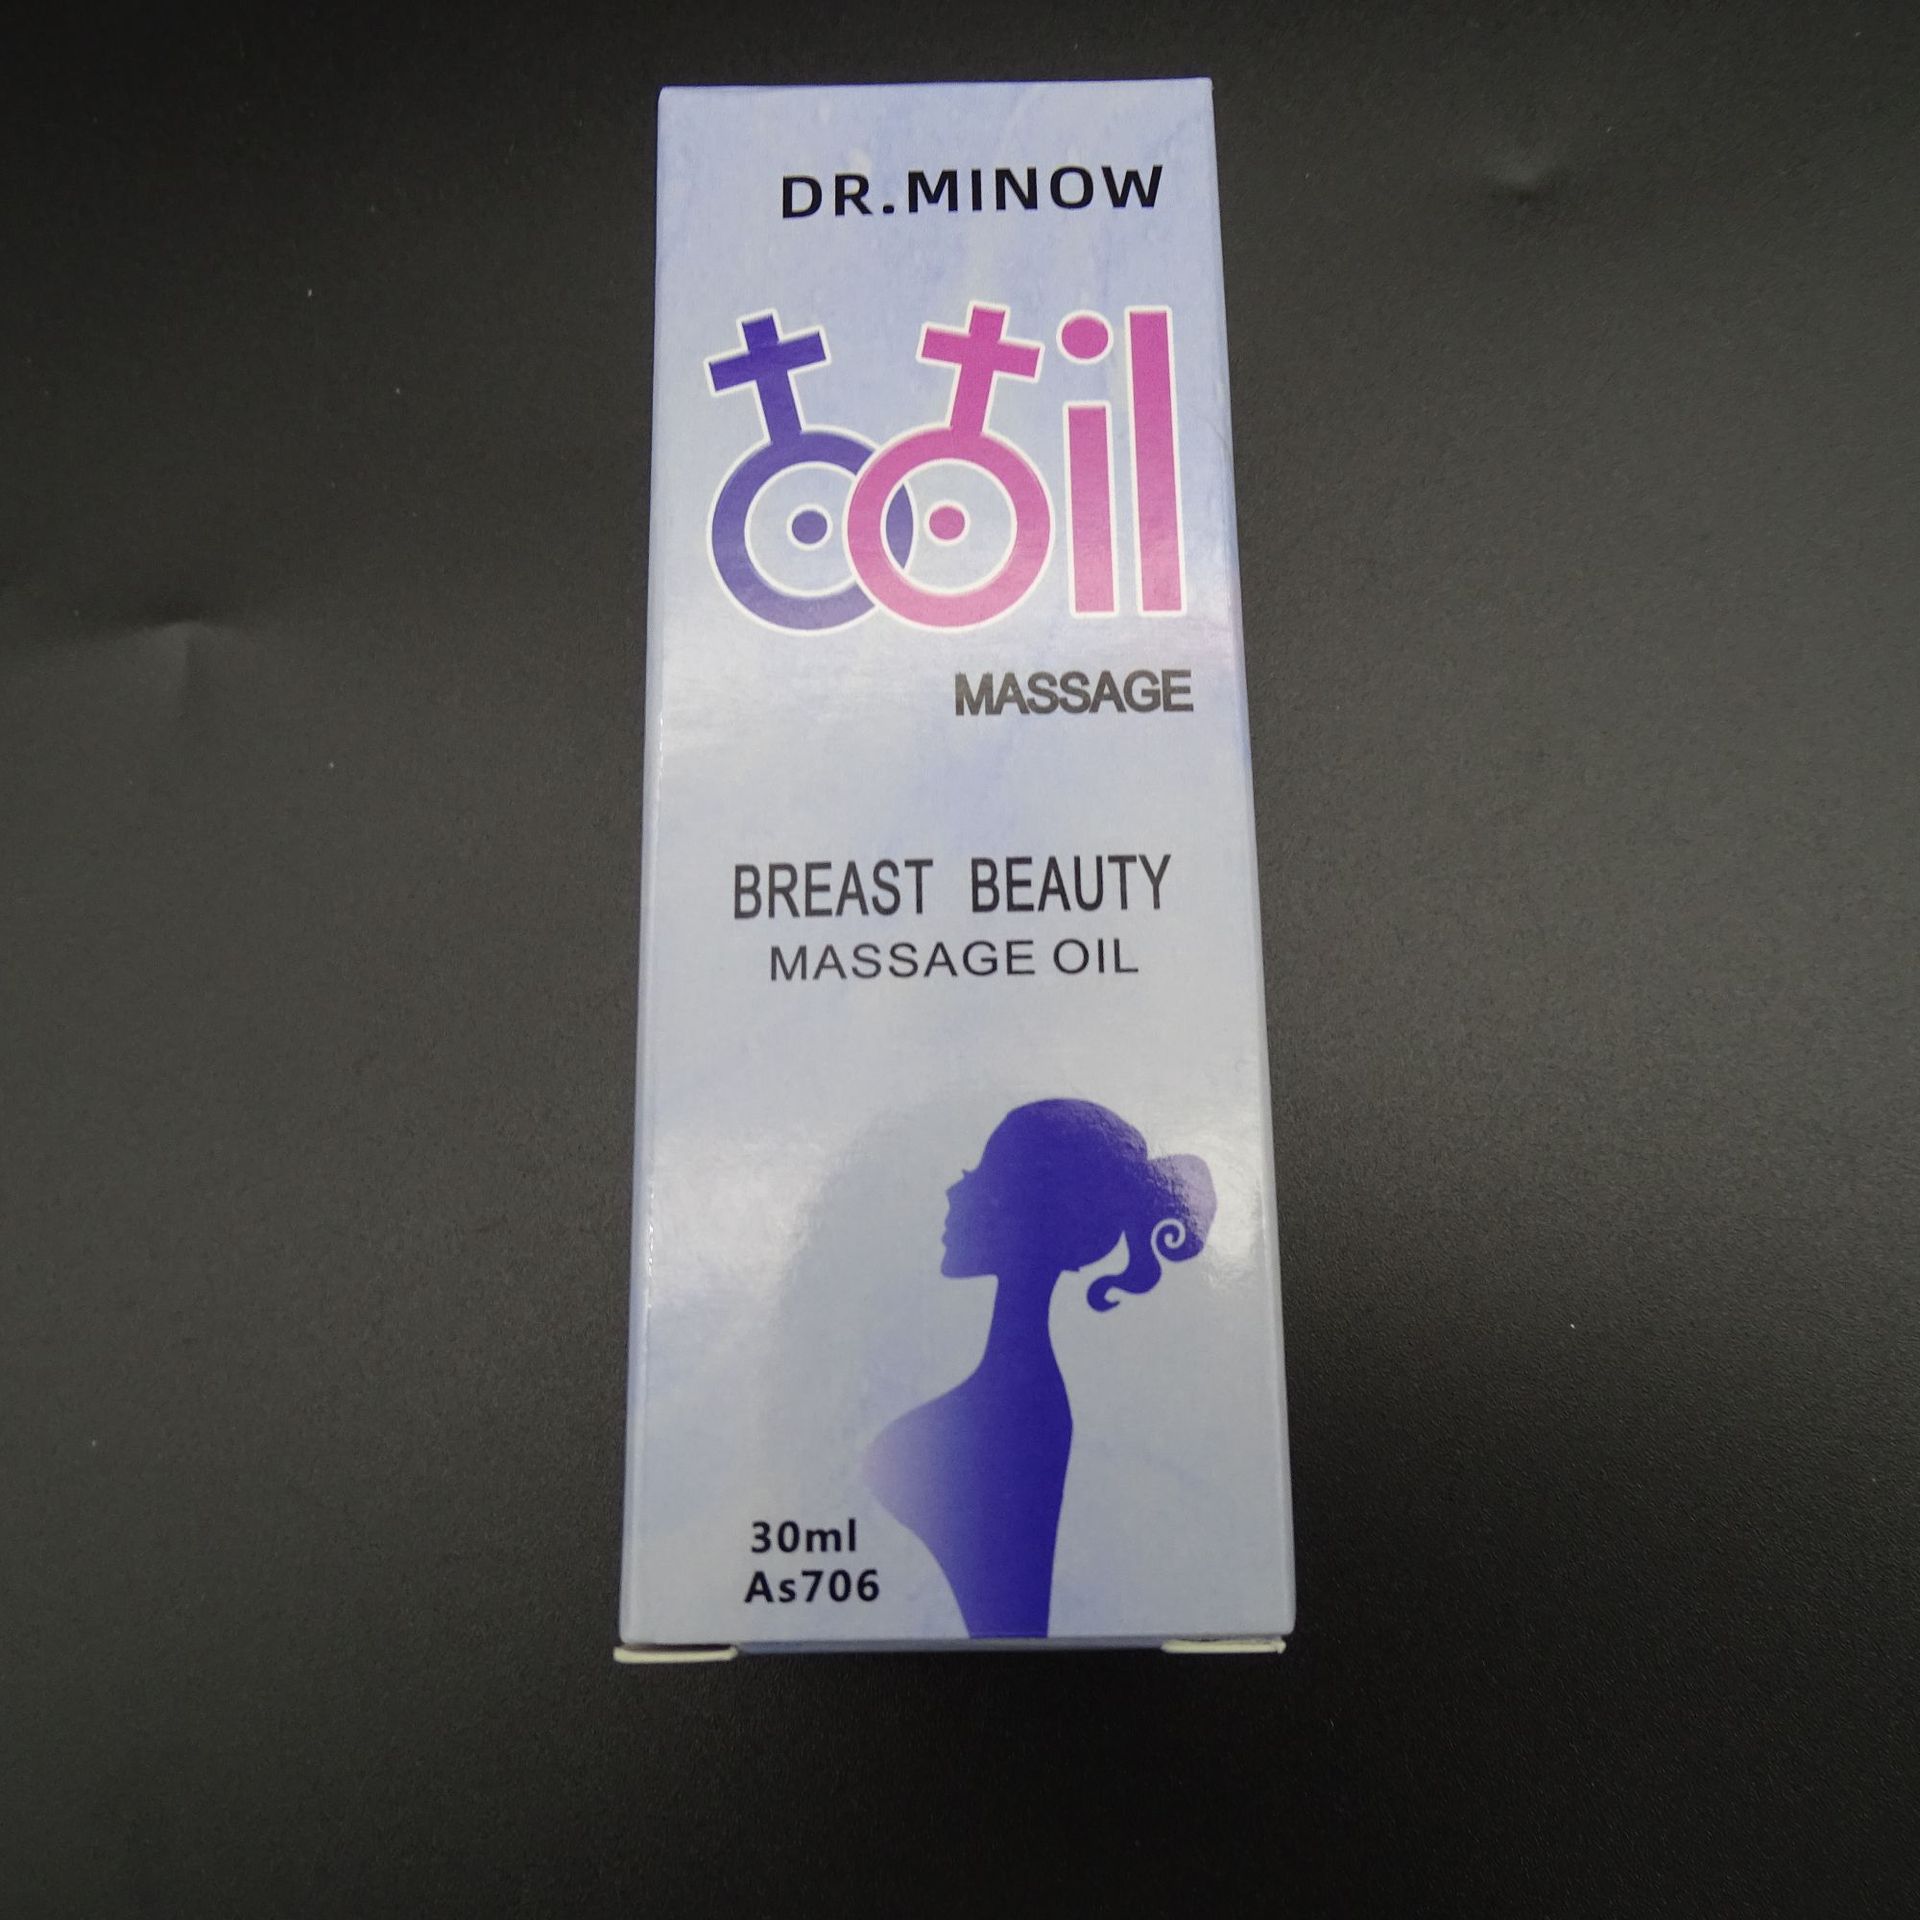 DR.MINOW
oil
MASSAGE
BREAST BEAUTY
MASSAGE OIL
30ml
As706